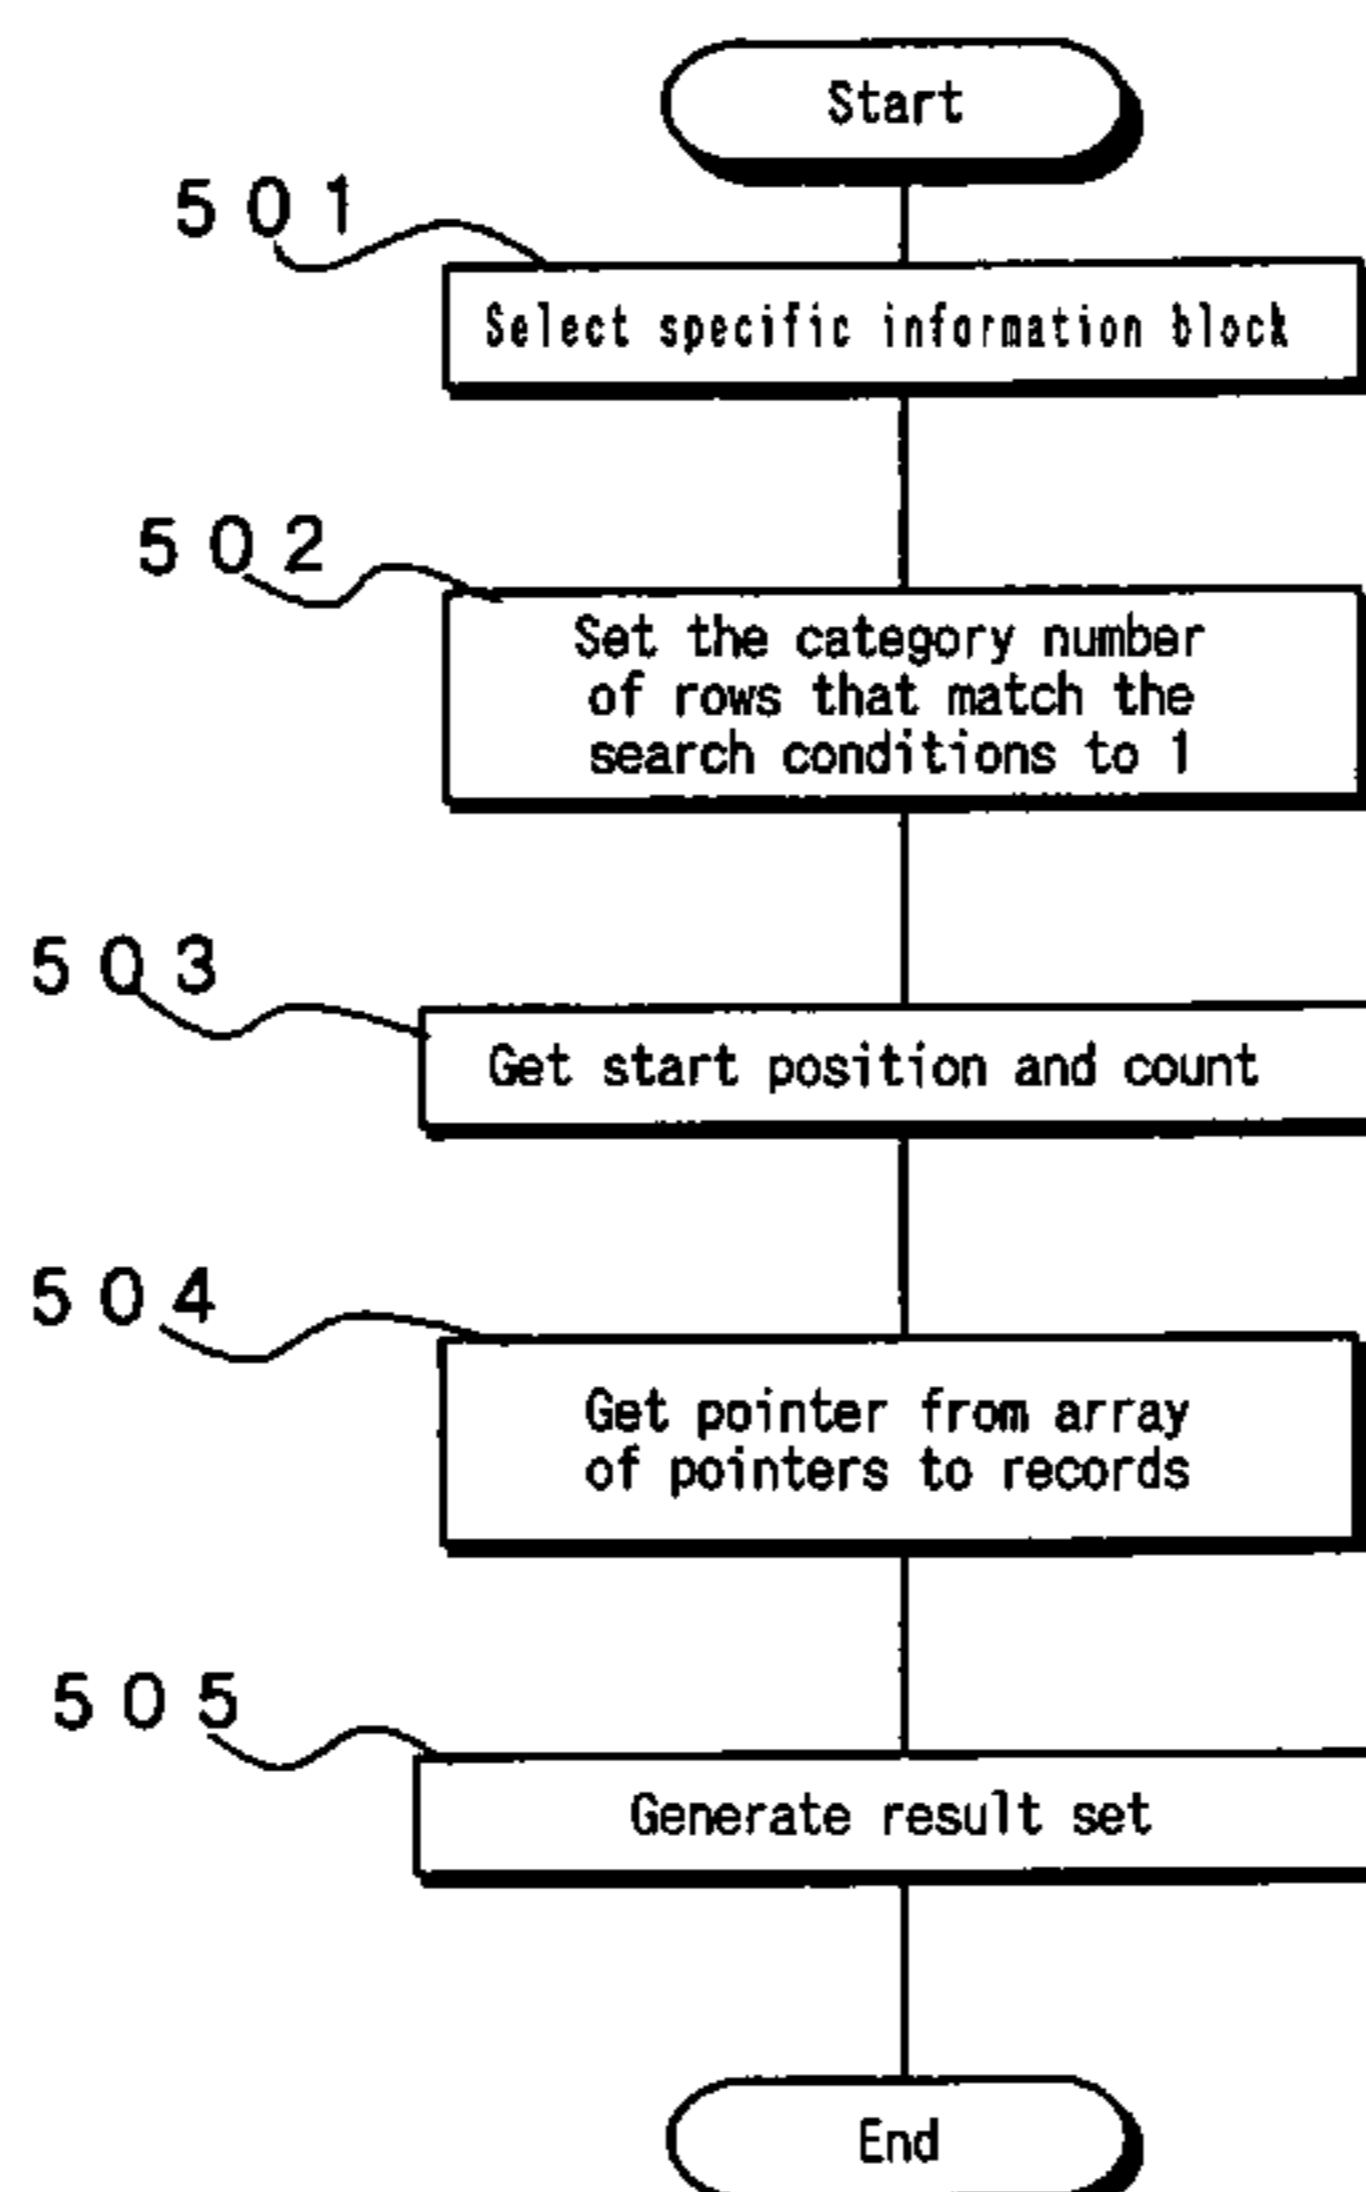 Start
501
Select specific information block
502
Set the category number
of rows that match the
search conditions to 1
503
Get start position and count
504
Get pointer from array
of pointers to records
505
Generate result set
End